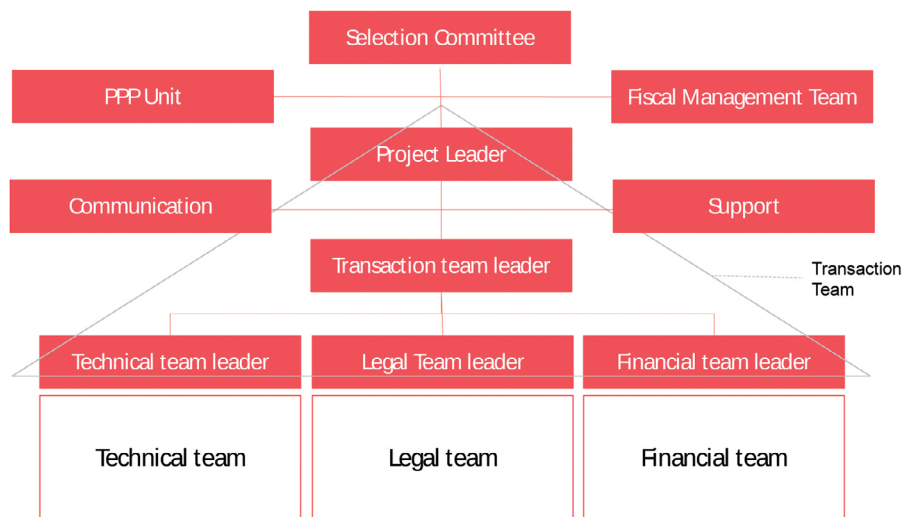 Selection Committee
PPP Unit
Fiscal Management Team
Project Leader
Communication
Support
Transaction team leader
Transaction
Team
Technical team leader
Legal Team leader
Financial team leader
Technical team
Legal team
Financial team